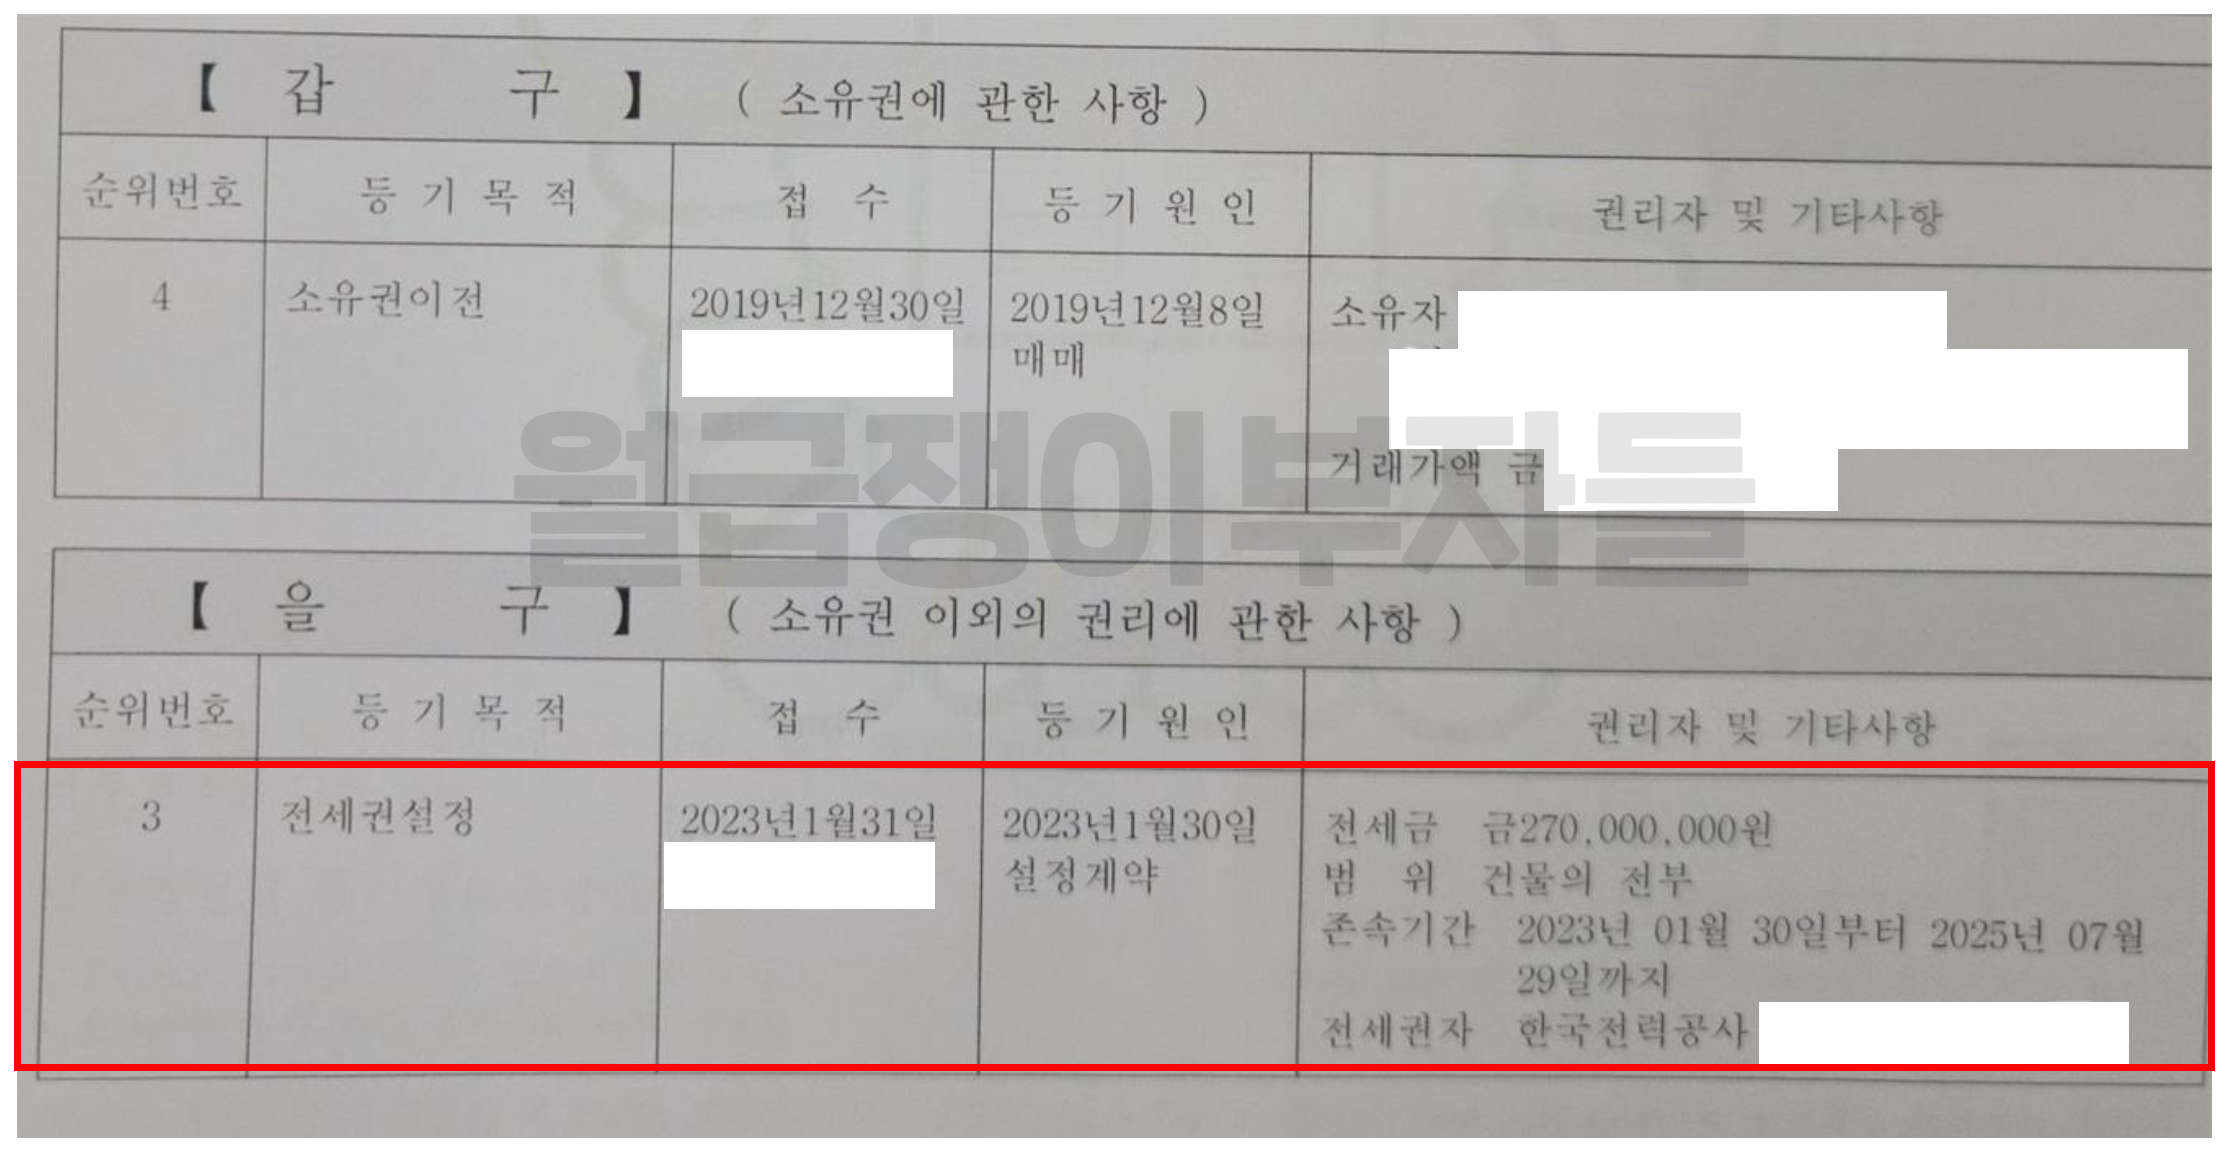 【 갑 구 】 ( 소유권에 관한 사항 )
순위번호 등 기 목 적 접 수 등 기 원 인 권리자 및 기타사항
4 소유권이전 2019년12월30일 2019년12월8일 소유자
매매
거래가액 금
월급쟁이부자들
【 을 구 】 ( 소유권 이외의 권리에 관한 사항 )
순위번호 등 기 목 적 접 수 등 기 원 인 권리자 및 기타사항
3 전세권설정 2023년1월31일 2023년1월30일 전세금 금270,000,000원
설정계약 범 위 건물의 전부
존속기간 2023년 01월 30일부터 2025년 07월
29일까지
전세권자 한국전력공사